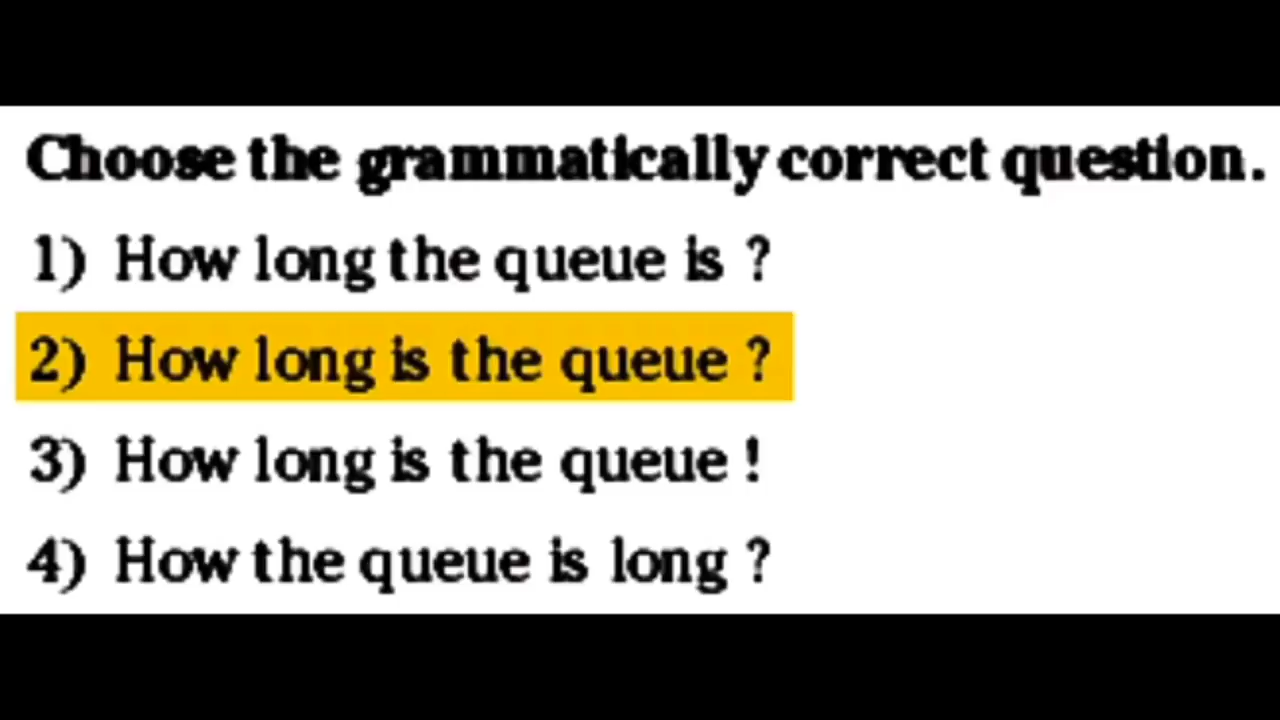 Choose the grammatically correct question.
1) How long the queue is ?
2) How long is the queue ?
3) How long is the queue !
4) How the queue is long ?